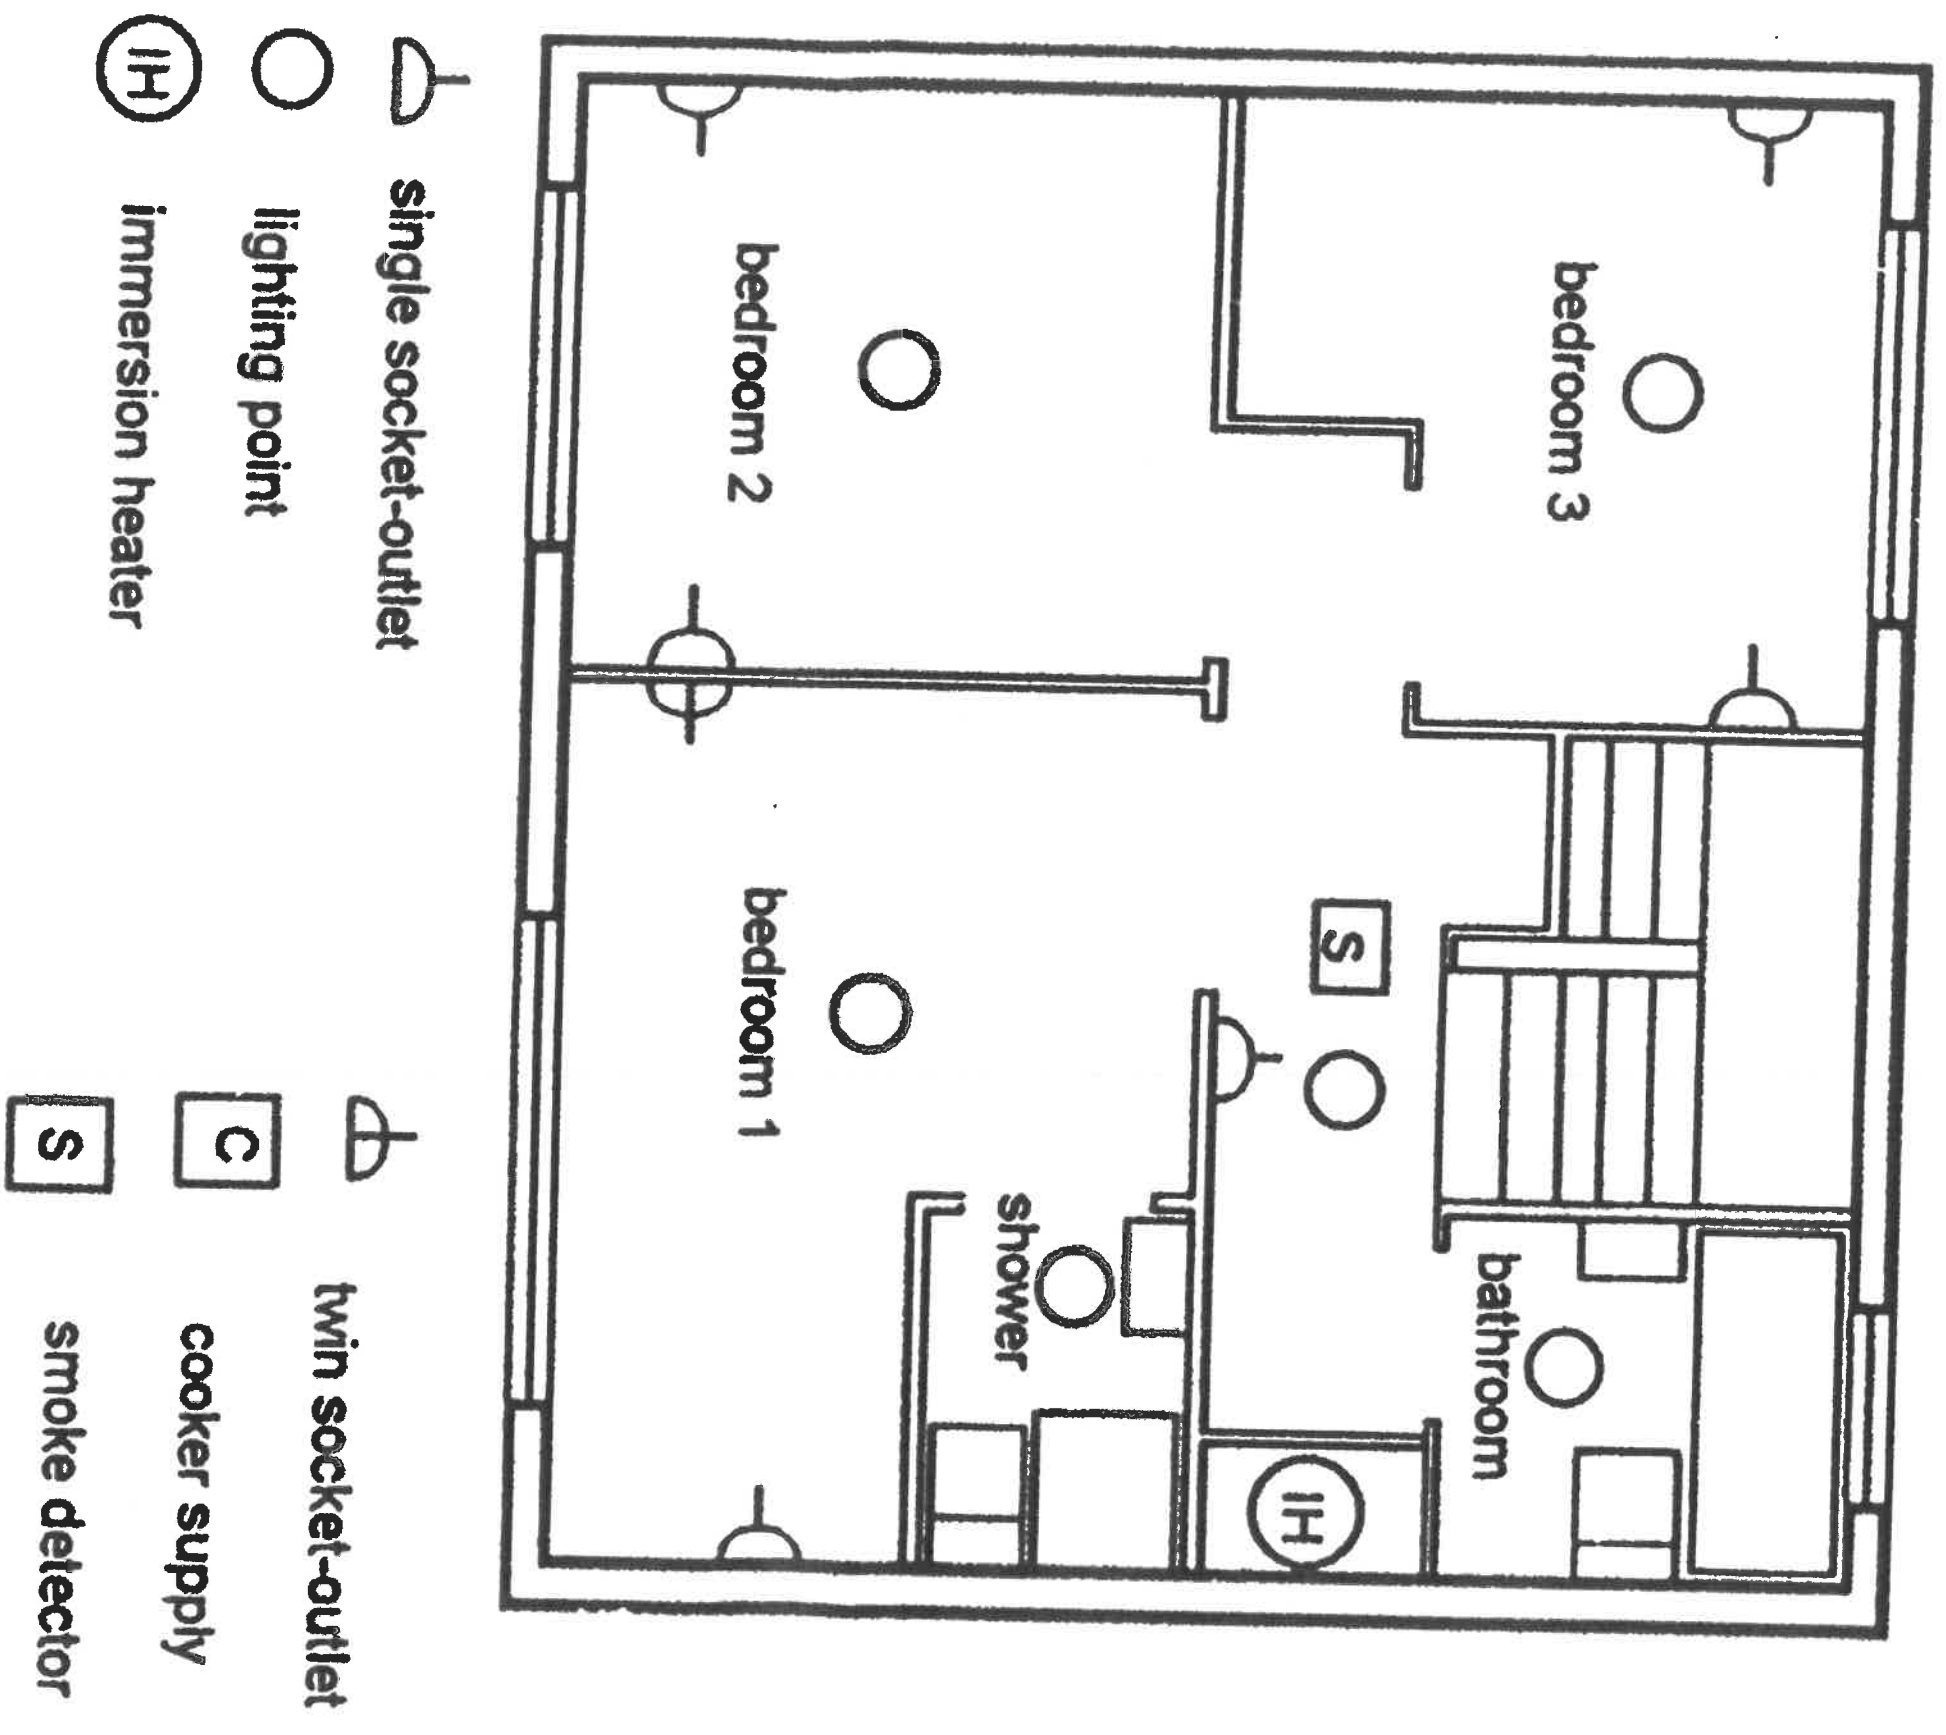 bedroom 3
bathroom
S
IH
bedroom 2
bedroom 1
shower
single socket-outlet
twin socket-outlet
lighting point
C cooker supply
IH immersion heater
S smoke detector